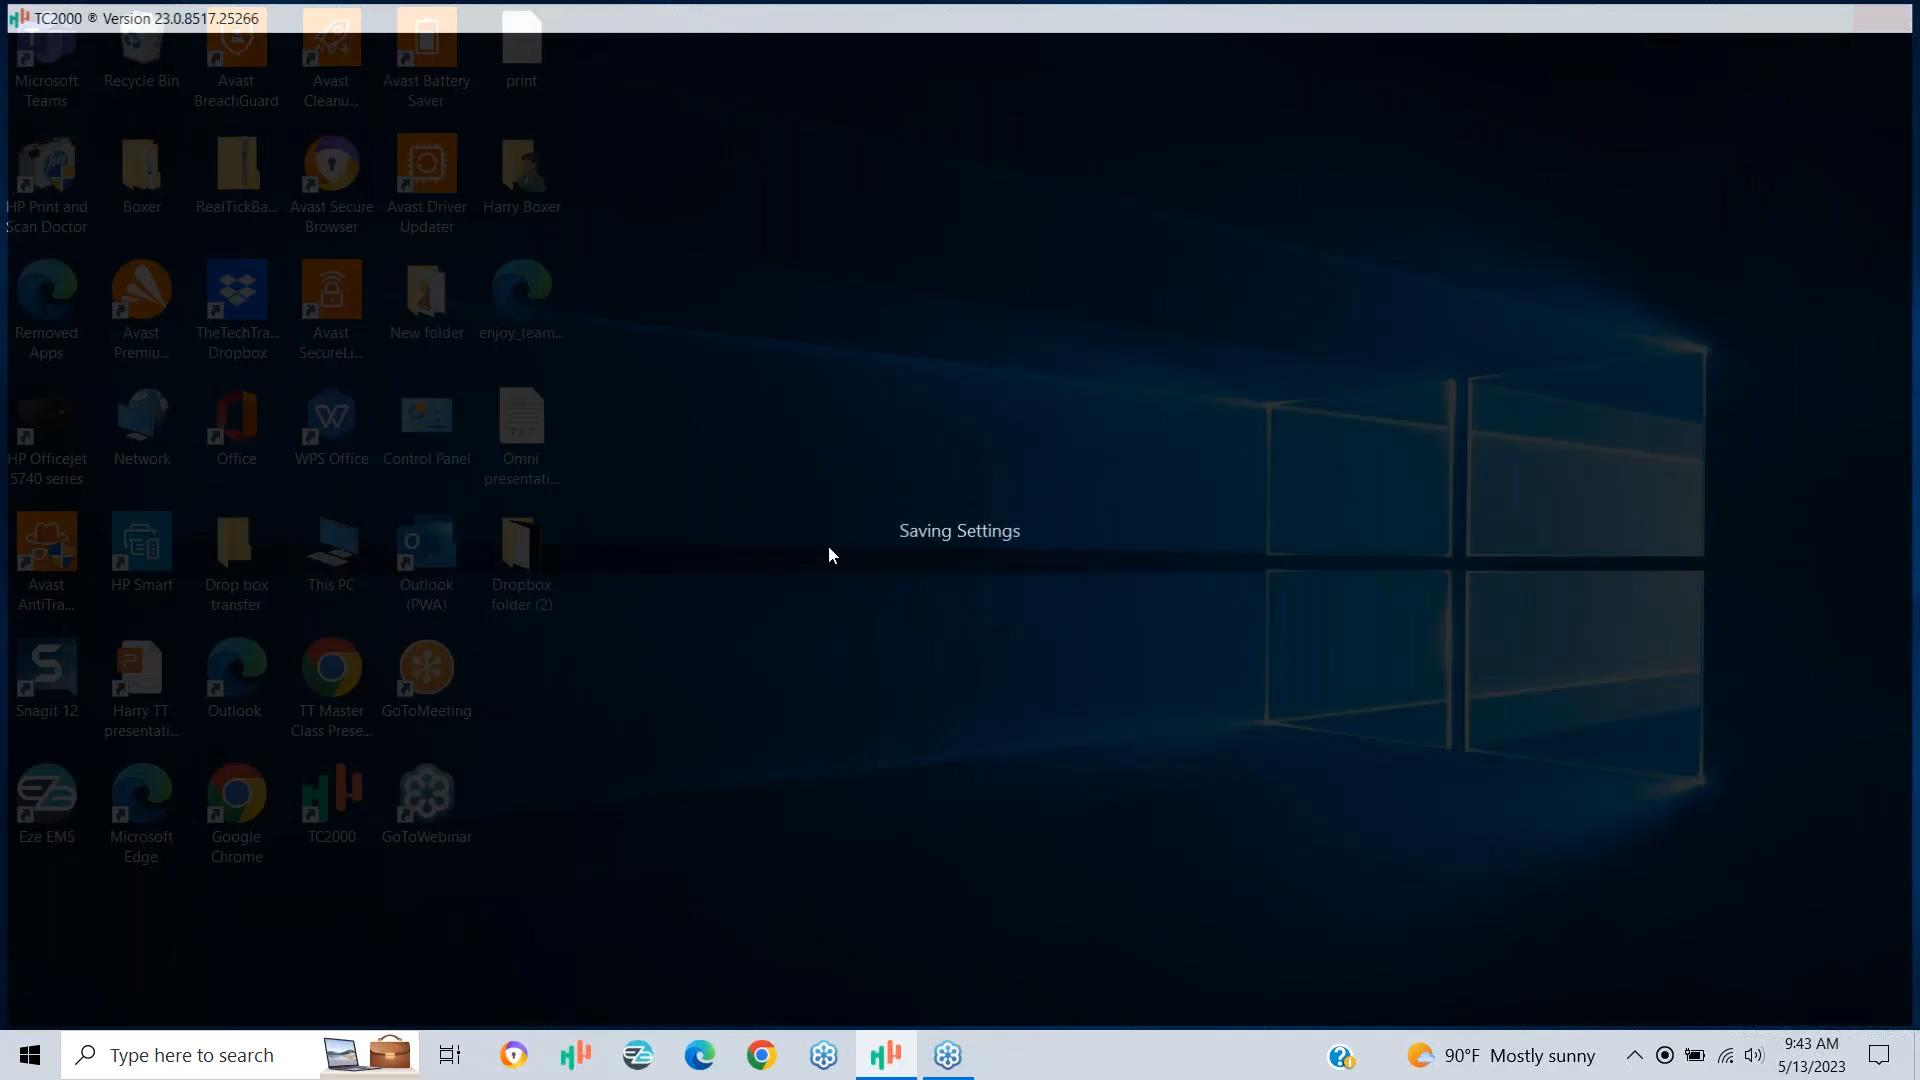 TC2000 ® Version 23.0.8517.25266
Microsoft Teams
Recycle Bin
Avast BreachGuard
Avast Cleanu...
Avast Battery Saver
print
HP Print and Scan Doctor
Boxer
RealTickBa...
Avast Secure Browser
Avast Driver Updater
Harry Boxer
Removed Apps
Avast Premiu...
TheTechTra... Dropbox
Avast SecureLi...
New folder
enjoy_team...
HP Officejet 5740 series
Network
Office
WPS Office
Control Panel
Omni presentati...
Saving Settings
Avast AntiTra...
HP Smart
Drop box transfer
This PC
Outlook (PWA)
Dropbox folder (2)
Snagit 12
Harry TT presentati...
Outlook
TT Master Class Prese...
GoToMeeting
Eze EMS
Microsoft Edge
Google Chrome
TC2000
GoToWebinar
Type here to search
90°F Mostly sunny
9:43 AM
5/13/2023